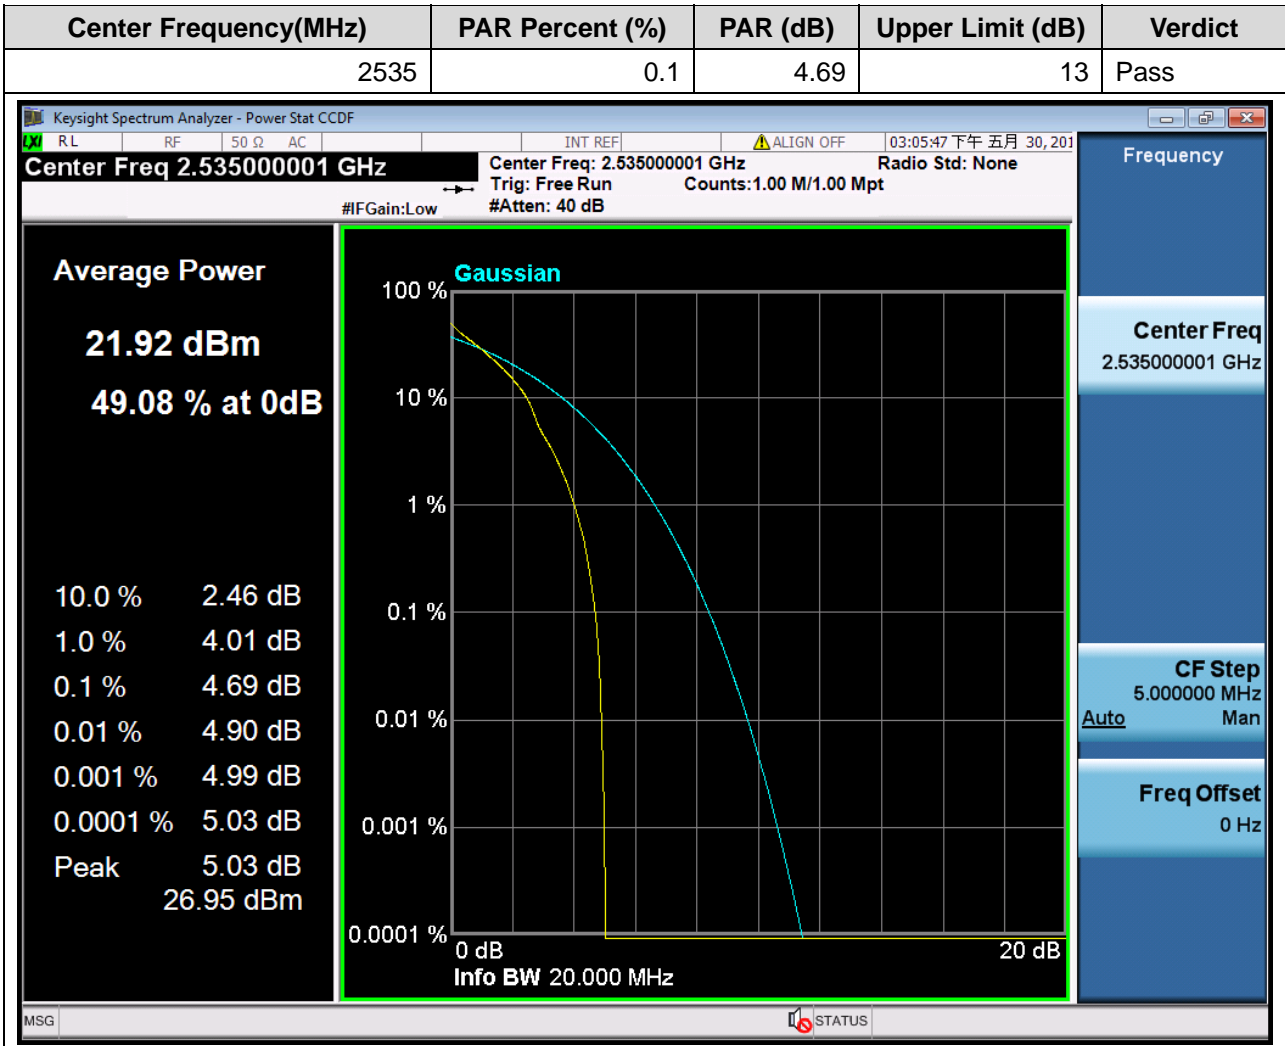 Center Frequency(MHz) PAR Percent (%) PAR (dB) Upper Limit (dB) Verdict
2535 0.1 4.69 13 Pass
Keysight Spectrum Analyzer - Power Stat CCDF
LXI RL RF 50 Ω AC INT REF ALIGN OFF 03:05:47 下午 五月 30, 201
Center Freq 2.535000001 GHz
Center Freq: 2.535000001 GHz Radio Std: None
Trig: Free Run Counts:1.00 M/1.00 Mpt
#IFGain:Low #Atten: 40 dB
Frequency
Average Power
21.92 dBm
49.08 % at 0dB
10.0 % 2.46 dB
1.0 % 4.01 dB
0.1 % 4.69 dB
0.01 % 4.90 dB
0.001 % 4.99 dB
0.0001 % 5.03 dB
Peak 5.03 dB
26.95 dBm
Gaussian
100 %
10 %
1 %
0.1 %
0.01 %
0.001 %
0.0001 %
0 dB 20 dB
Info BW 20.000 MHz
Center Freq
2.535000001 GHz
CF Step
5.000000 MHz
Auto Man
Freq Offset
0 Hz
MSG STATUS